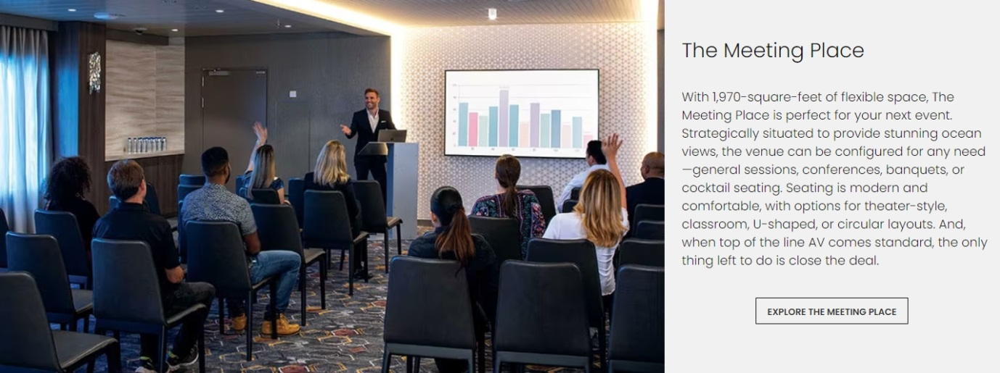 The Meeting Place
With 1,970-square-feet of flexible space, The
Meeting Place is perfect for your next event.
Strategically situated to provide stunning ocean
views, the venue can be configured for any need
—general sessions, conferences, banquets, or
cocktail seating. Seating is modern and
comfortable, with options for theater-style,
classroom, U-shaped, or circular layouts. And,
when top of the line AV comes standard, the only
thing left to do is close the deal.
EXPLORE THE MEETING PLACE